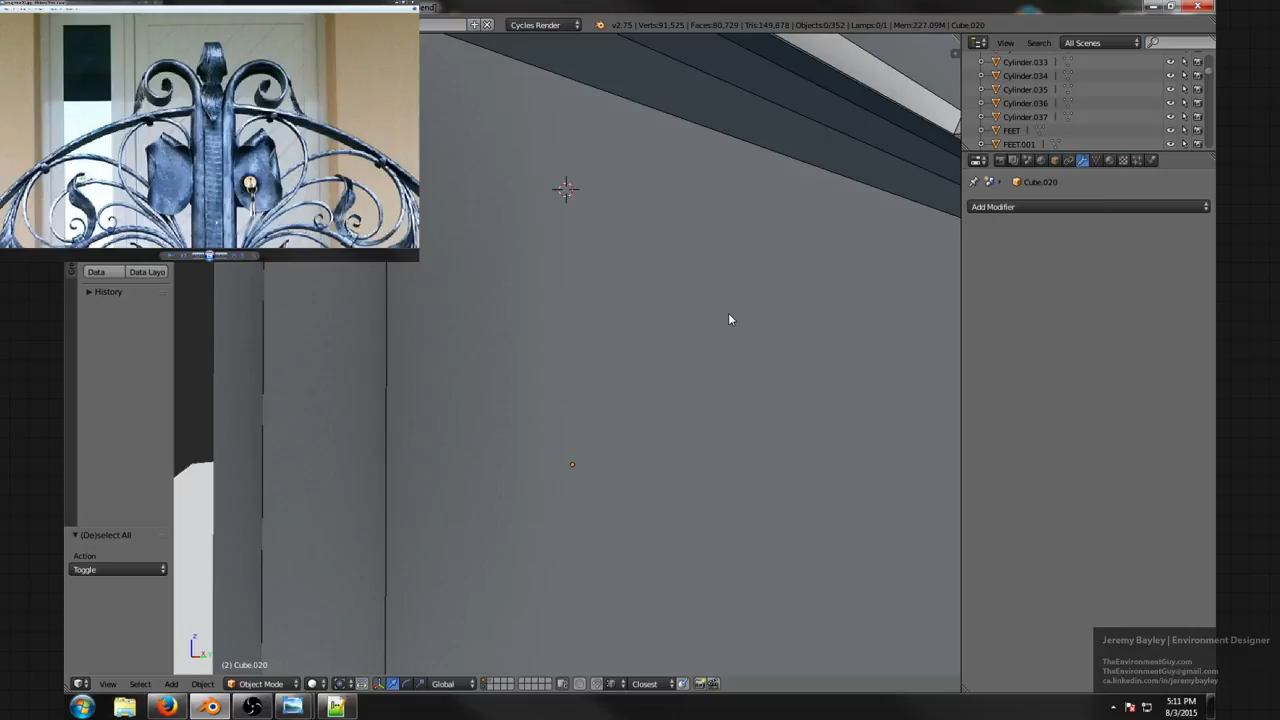 end]
Cycles Render
v2.75 | Verts:91,525 | Faces:80,729 | Tris:149,878 | Objects:0/352 | Lamps:0/1 | Mem:227.09M | Cube.020
View Search All Scenes
Cylinder.033
Cylinder.034
Cylinder.035
Cylinder.036
Cylinder.037
FEET
FEET.001
Cube.020
Add Modifier
Data Data Layo
History
(De)select All
Action
Toggle
z
x y
(2) Cube.020
View Select Add Object Object Mode Global Closest
Jeremy Bayley | Environment Designer
TheEnvironmentGuy.com
TheEnvironmentGuy@gmail.com
ca.linkedin.com/in/jeremybayley
5:11 PM
8/3/2015